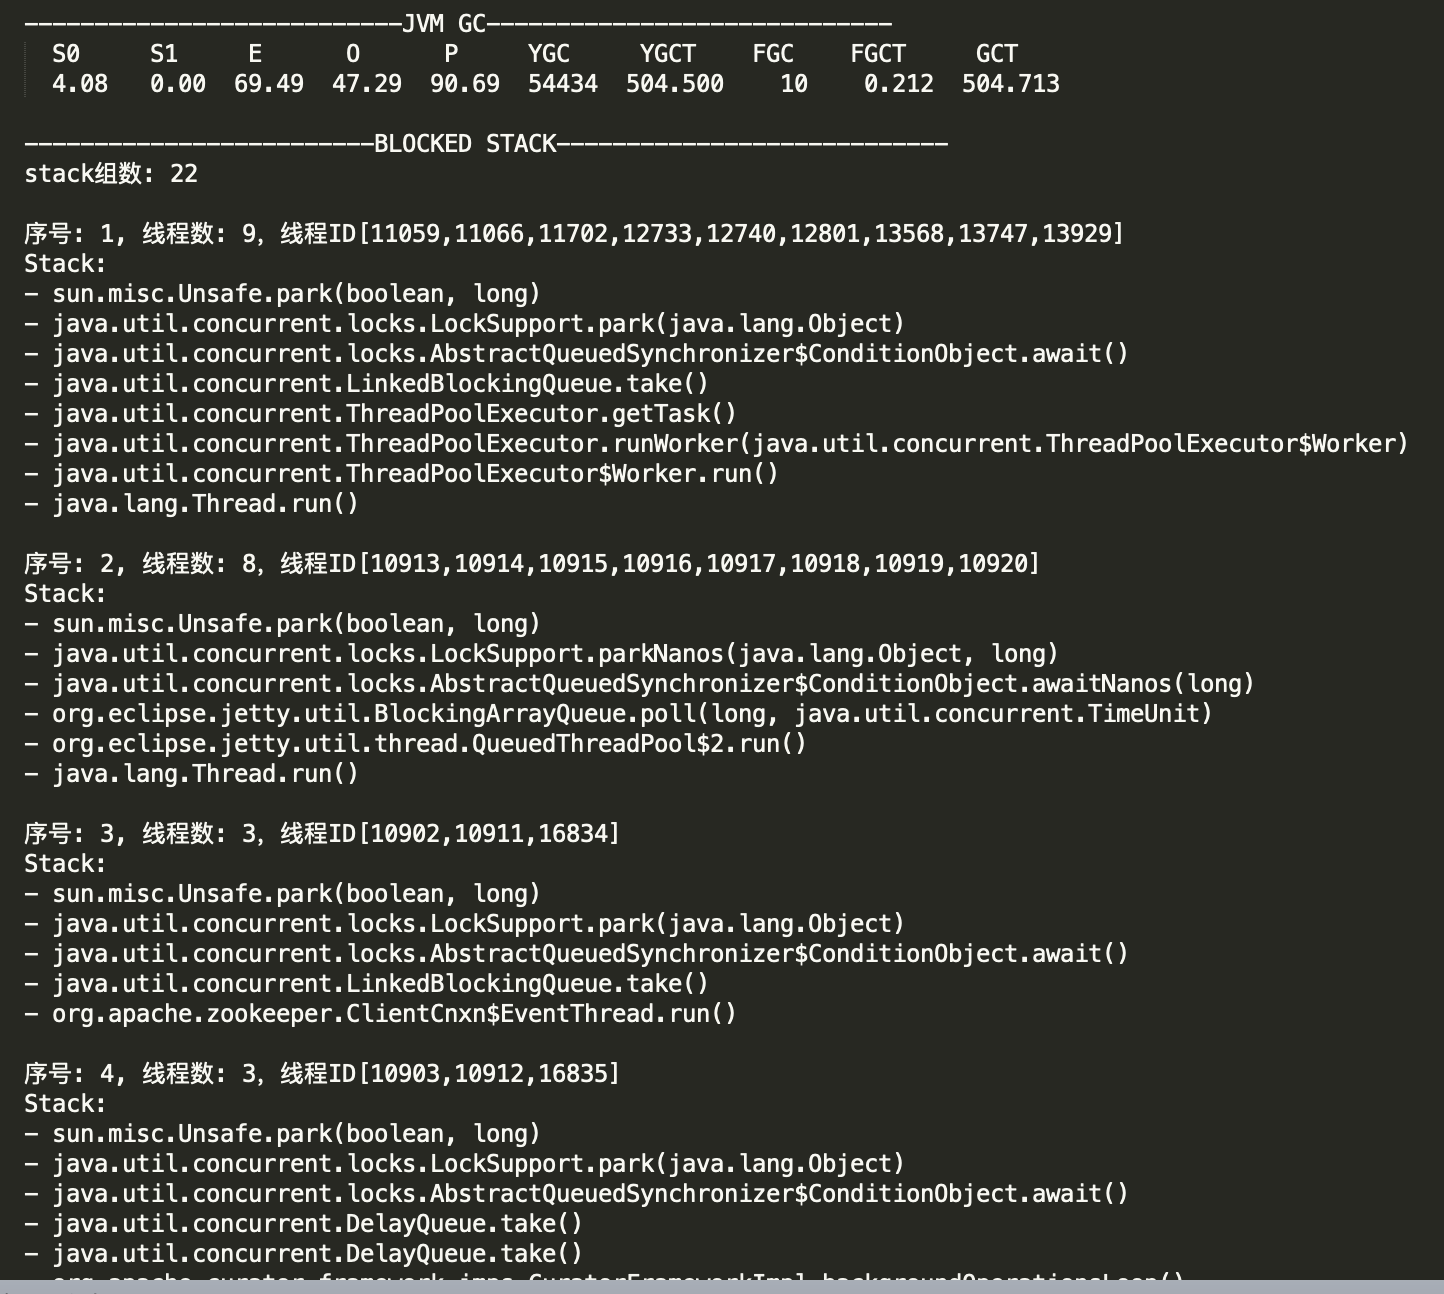 ---------------------------JVM GC-----------------------------
S0 S1 E O P YGC YGCT FGC FGCT GCT
4.08 0.00 69.49 47.29 90.69 54434 504.500 10 0.212 504.713
-------------------------BLOCKED STACK----------------------------
stack组数: 22
序号: 1, 线程数: 9, 线程ID[11059,11066,11702,12733,12740,12801,13568,13747,13929]
Stack:
- sun.misc.Unsafe.park(boolean, long)
- java.util.concurrent.locks.LockSupport.park(java.lang.Object)
- java.util.concurrent.locks.AbstractQueuedSynchronizer$ConditionObject.await()
- java.util.concurrent.LinkedBlockingQueue.take()
- java.util.concurrent.ThreadPoolExecutor.getTask()
- java.util.concurrent.ThreadPoolExecutor.runWorker(java.util.concurrent.ThreadPoolExecutor$Worker)
- java.util.concurrent.ThreadPoolExecutor$Worker.run()
- java.lang.Thread.run()
序号: 2, 线程数: 8, 线程ID[10913,10914,10915,10916,10917,10918,10919,10920]
Stack:
- sun.misc.Unsafe.park(boolean, long)
- java.util.concurrent.locks.LockSupport.parkNanos(java.lang.Object, long)
- java.util.concurrent.locks.AbstractQueuedSynchronizer$ConditionObject.awaitNanos(long)
- org.eclipse.jetty.util.BlockingArrayQueue.poll(long, java.util.concurrent.TimeUnit)
- org.eclipse.jetty.util.thread.QueuedThreadPool$2.run()
- java.lang.Thread.run()
序号: 3, 线程数: 3, 线程ID[10902,10911,16834]
Stack:
- sun.misc.Unsafe.park(boolean, long)
- java.util.concurrent.locks.LockSupport.park(java.lang.Object)
- java.util.concurrent.locks.AbstractQueuedSynchronizer$ConditionObject.await()
- java.util.concurrent.LinkedBlockingQueue.take()
- org.apache.zookeeper.ClientCnxn$EventThread.run()
序号: 4, 线程数: 3, 线程ID[10903,10912,16835]
Stack:
- sun.misc.Unsafe.park(boolean, long)
- java.util.concurrent.locks.LockSupport.park(java.lang.Object)
- java.util.concurrent.locks.AbstractQueuedSynchronizer$ConditionObject.await()
- java.util.concurrent.DelayQueue.take()
- java.util.concurrent.DelayQueue.take()
- org.apache.curator.framework.imps.CuratorFrameworkImpl.backgroundOperationsLoop()